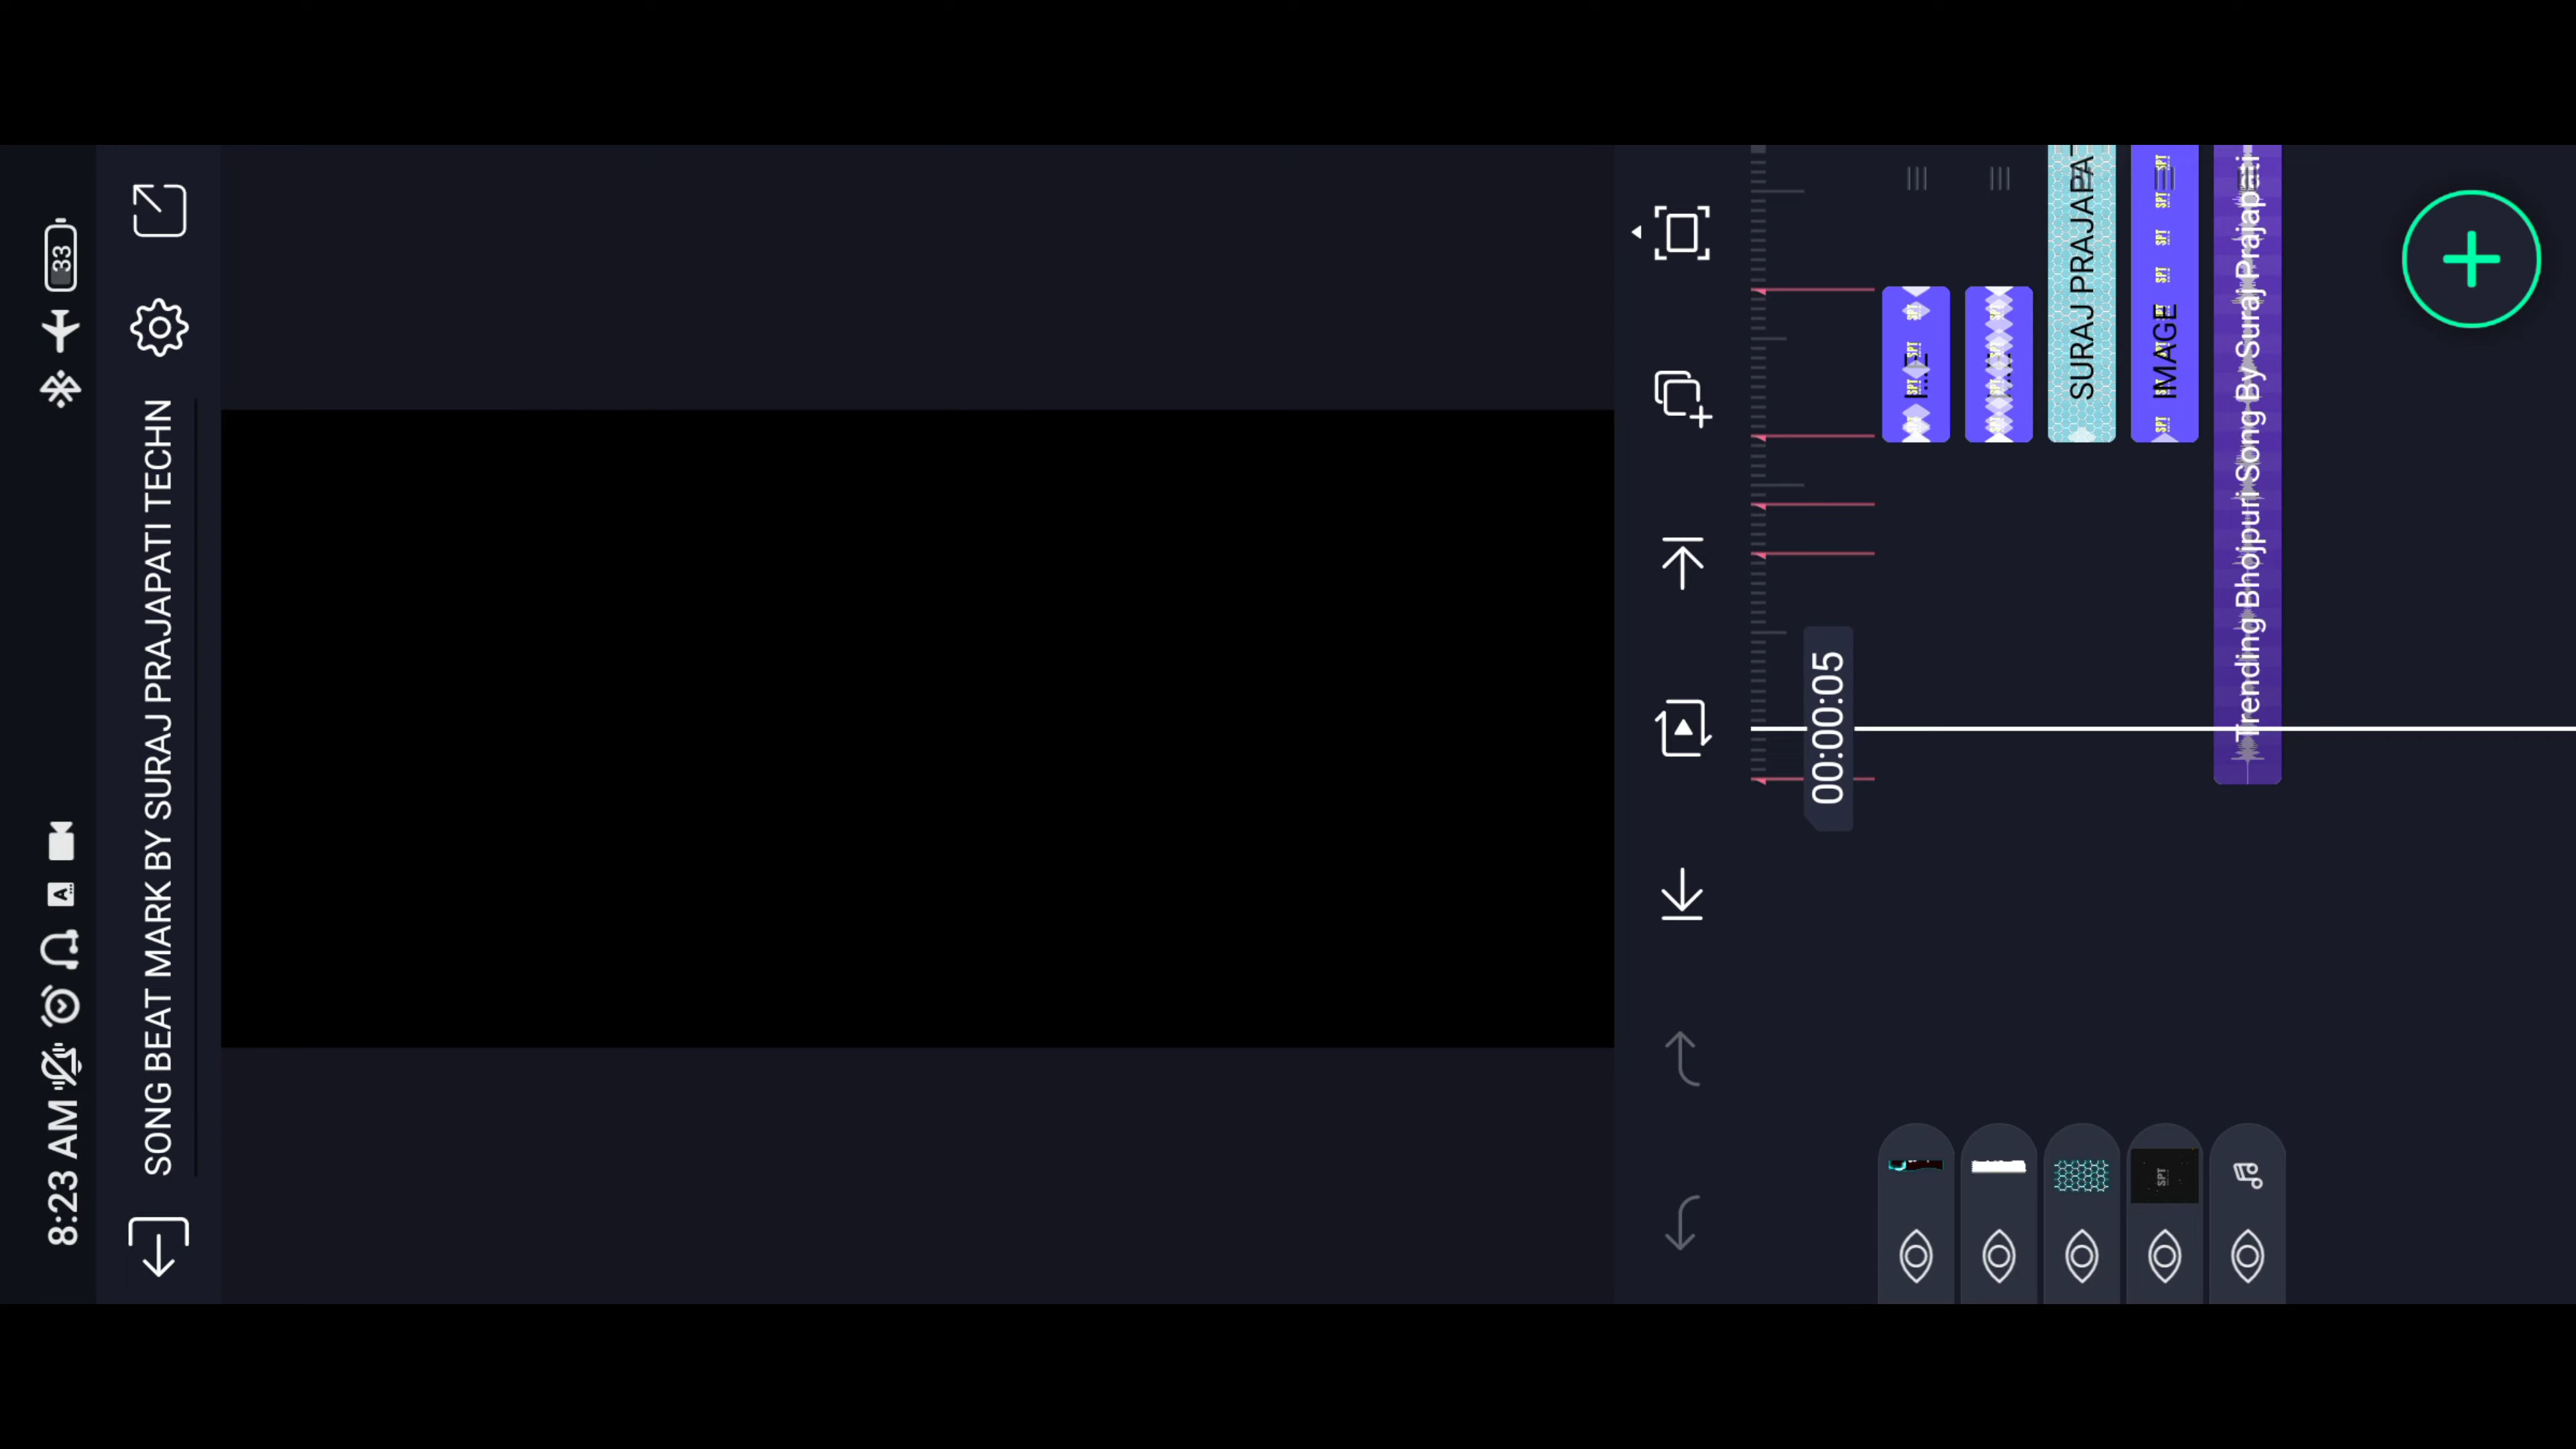 8:23 AM
33
SONG BEAT MARK BY SURAJ PRAJAPATI TECHN
00:00:05
SURAJ PRAJAPAT
IMAGE
Trending Bhojpuri Song By Suraj Prajapati